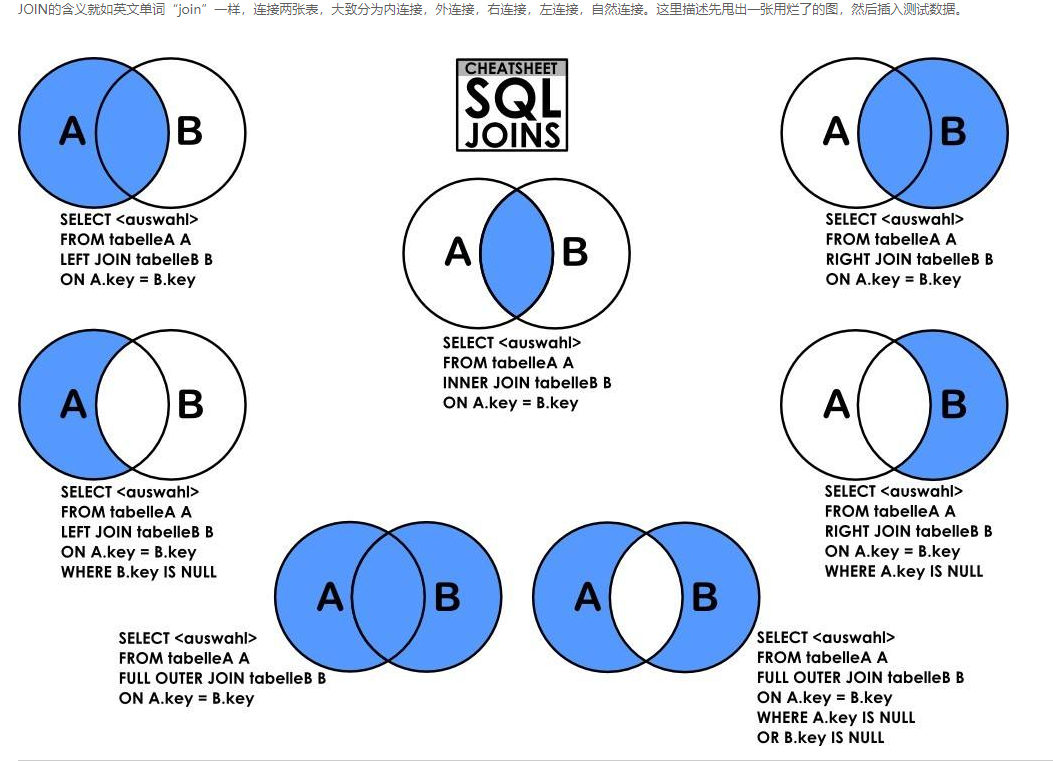 JOIN的含义就如英文单词“join”一样，连接两张表，大致分为内连接，外连接，右连接，左连接，自然连接。这里描述先甩出一张用烂了的图，然后插入测试数据。
CHEATSHEET
SQL
JOINS
A
B
SELECT <auswahl>
FROM tabelleA A
LEFT JOIN tabelleB B
ON A.key = B.key
A
B
SELECT <auswahl>
FROM tabelleA A
INNER JOIN tabelleB B
ON A.key = B.key
A
B
SELECT <auswahl>
FROM tabelleA A
RIGHT JOIN tabelleB B
ON A.key = B.key
A
B
SELECT <auswahl>
FROM tabelleA A
LEFT JOIN tabelleB B
ON A.key = B.key
WHERE B.key IS NULL
A
B
SELECT <auswahl>
FROM tabelleA A
RIGHT JOIN tabelleB B
ON A.key = B.key
WHERE A.key IS NULL
A
B
SELECT <auswahl>
FROM tabelleA A
FULL OUTER JOIN tabelleB B
ON A.key = B.key
A
B
SELECT <auswahl>
FROM tabelleA A
FULL OUTER JOIN tabelleB B
ON A.key = B.key
WHERE A.key IS NULL
OR B.key IS NULL